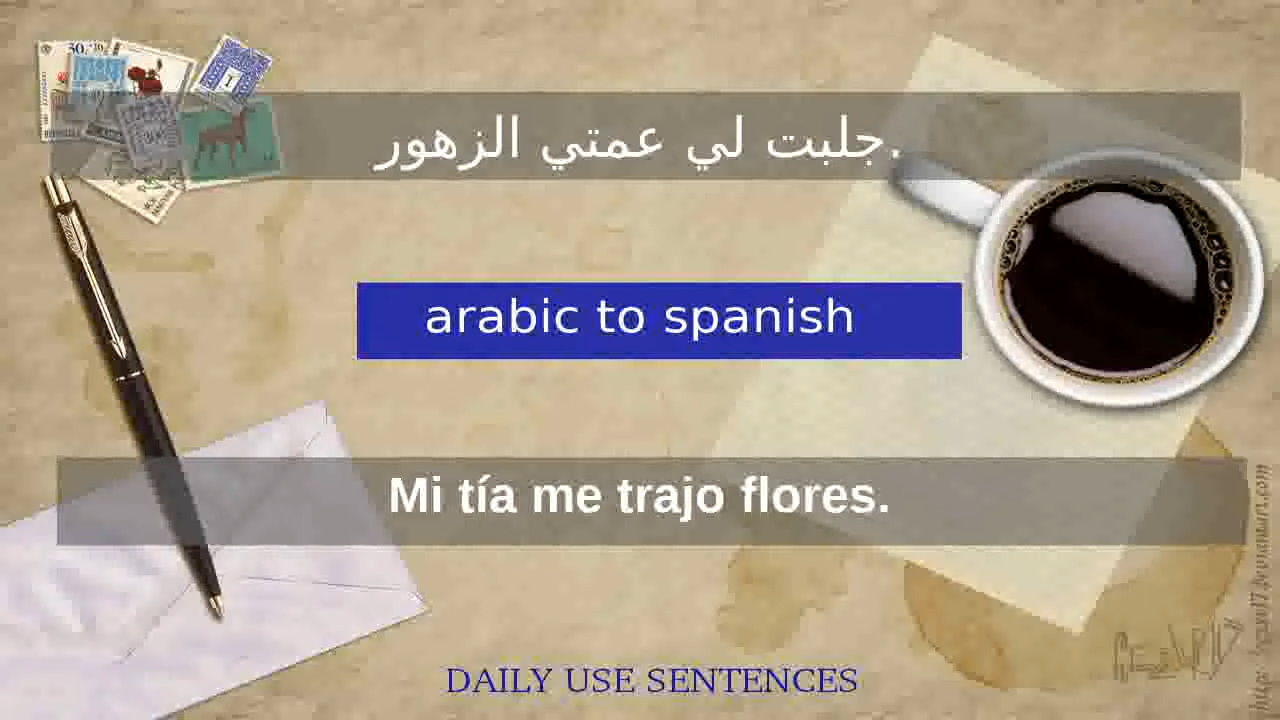 جلبت لي عمتي الزهور.
arabic to spanish
Mi tía me trajo flores.
DAILY USE SENTENCES